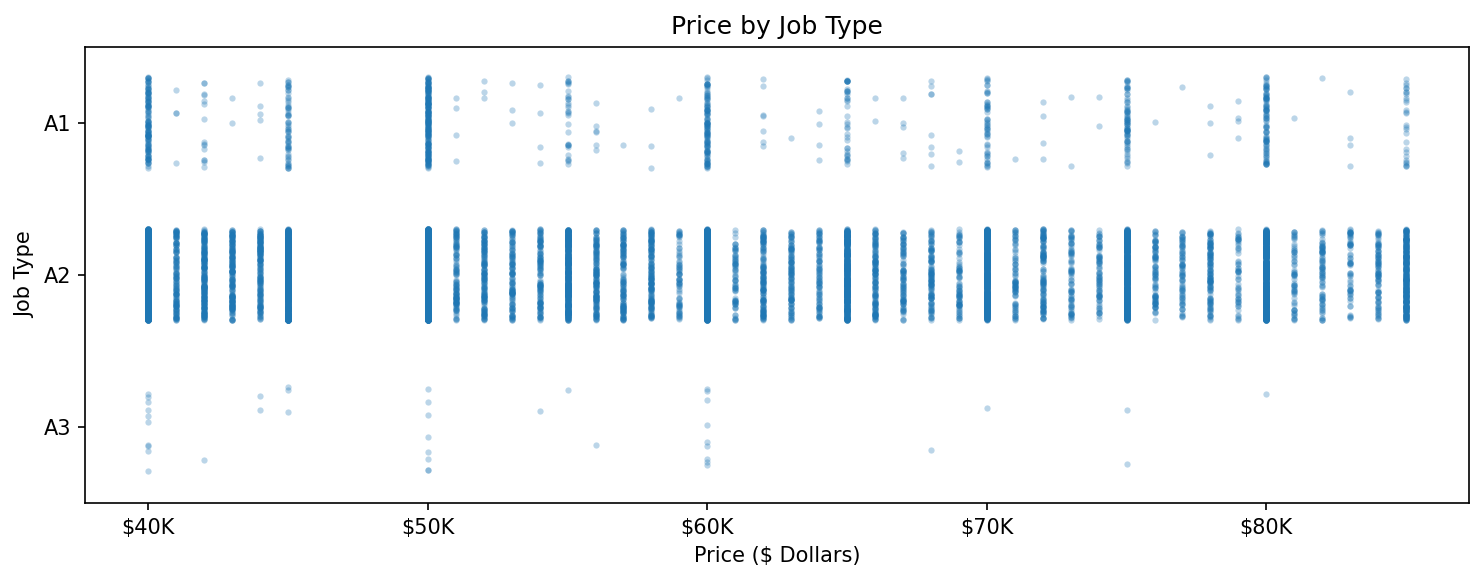 Price by Job Type
Job Type
A1
A2
A3
$40K $50K $60K $70K $80K
Price ($ Dollars)